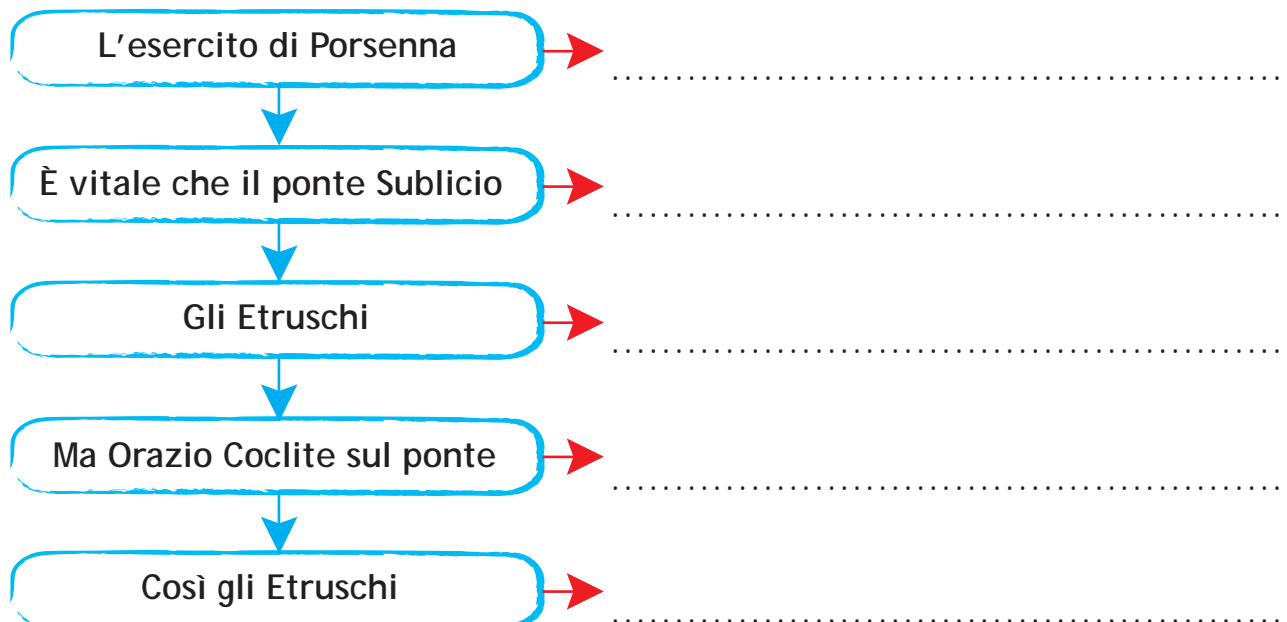 L'esercito di Porsenna
................................................
È vitale che il ponte Sublicio
................................................
Gli Etruschi
................................................
Ma Orazio Coclite sul ponte
................................................
Così gli Etruschi
................................................